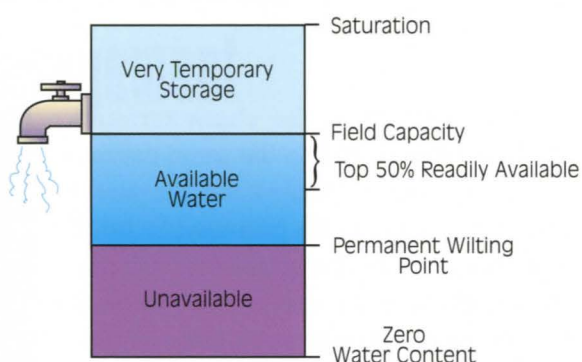 Saturation
Very Temporary
Storage
Field Capacity
Top 50% Readily Available
Available
Water
Permanent Wilting
Point
Unavailable
Zero
Water Content